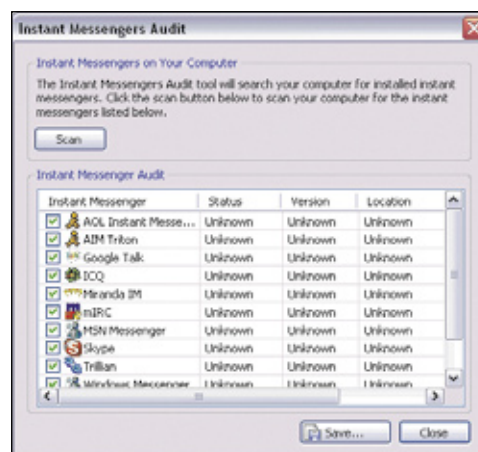 Instant Messengers Audit
Instant Messengers on Your Computer
The Instant Messengers Audit tool will search your computer for installed instant
messengers. Click the scan button below to scan your computer for the instant
messengers listed below.
Scan
Instant Messenger Audit
Instant Messenger Status Version Location
AOL Instant Messe... Unknown Unknown Unknown
AIM Triton Unknown Unknown Unknown
Google Talk Unknown Unknown Unknown
ICQ Unknown Unknown Unknown
Miranda IM Unknown Unknown Unknown
mIRC Unknown Unknown Unknown
MSN Messenger Unknown Unknown Unknown
Skype Unknown Unknown Unknown
Trillian Unknown Unknown Unknown
Windows Messenger Unknown Unknown Unknown
Save... Close